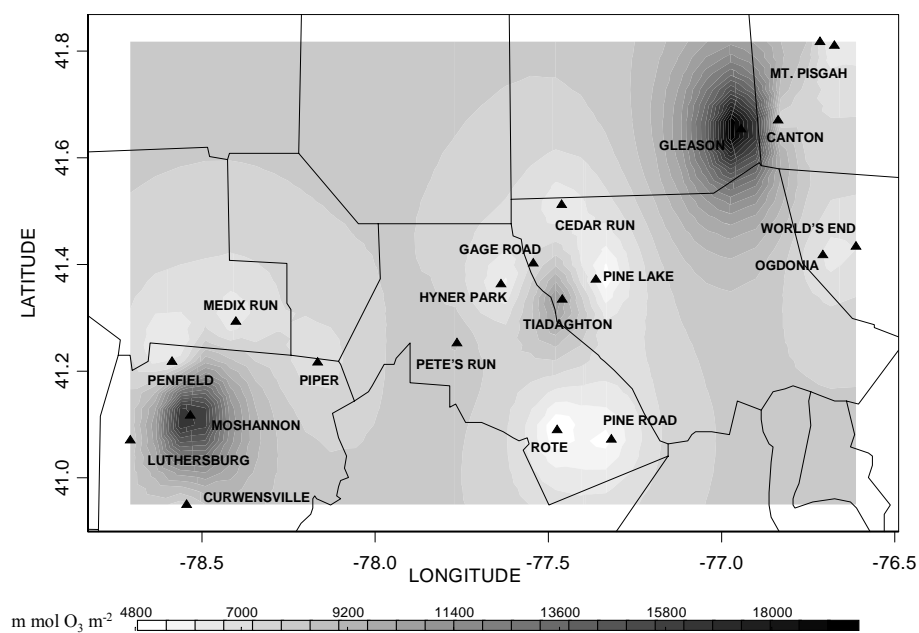 41.8
41.6
41.4
41.2
41.0
LATITUDE
MT. PISGAH
GLEASON
CANTON
CEDAR RUN
WORLD'S END
GAGE ROAD
OGDONIA
PINE LAKE
HYNER PARK
MEDIX RUN
TIADAGHTON
PETE'S RUN
PENFIELD
PIPER
MOSHANNON
PINE ROAD
ROTE
LUTHERSBURG
CURWENSVILLE
-78.5 -78.0 -77.5 -77.0 -76.5
LONGITUDE
m mol O₃ m⁻² 4800 7000 9200 11400 13600 15800 18000